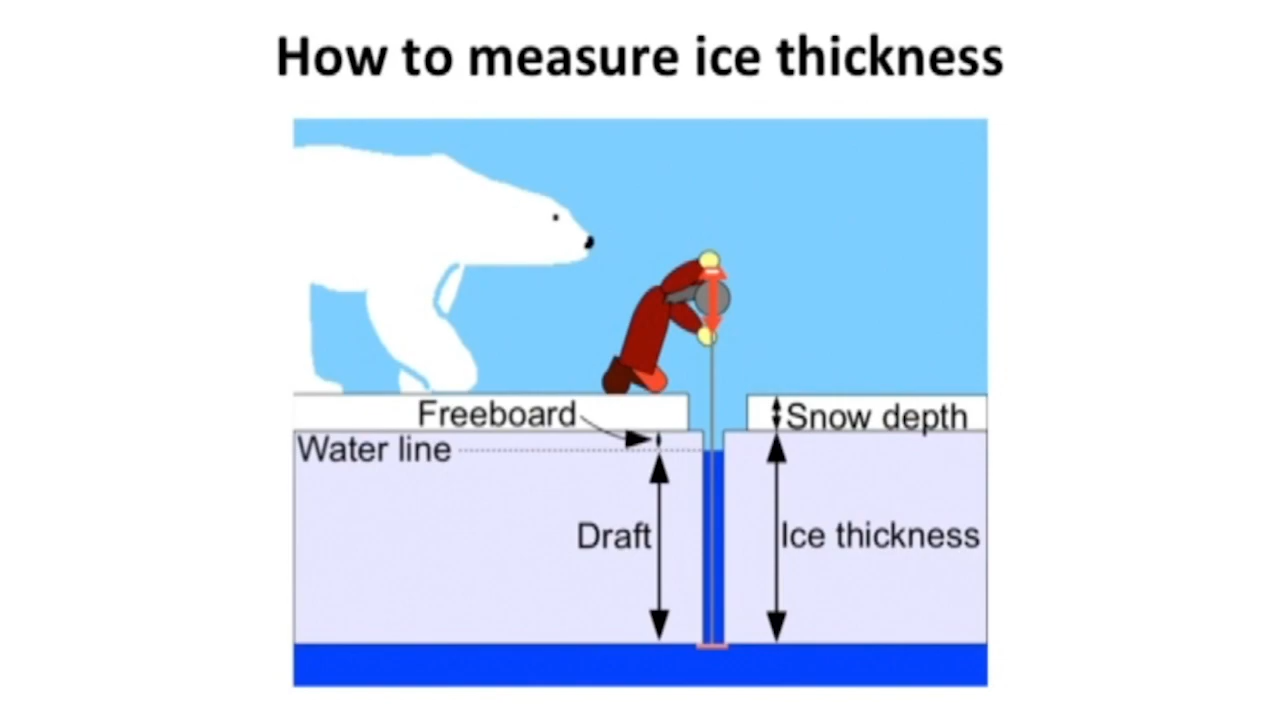 How to measure ice thickness
Freeboard
Snow depth
Water line
Draft
Ice thickness